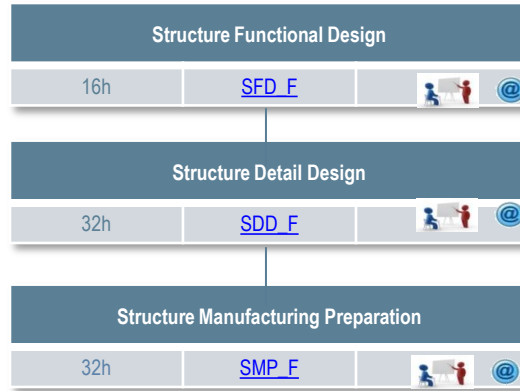 Structure Functional Design
16h SFD_F @
Structure Detail Design
32h SDD_F @
Structure Manufacturing Preparation
32h SMP_F @